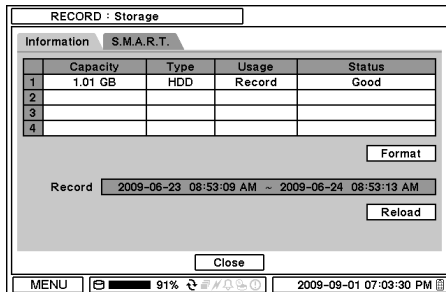 RECORD : Storage
Information S.M.A.R.T.
Capacity Type Usage Status
1 1.01 GB HDD Record Good
2
3
4
Format
Record 2009-06-23 08:53:09 AM ~ 2009-06-24 08:53:13 AM
Reload
Close
MENU 91% 2009-09-01 07:03:30 PM